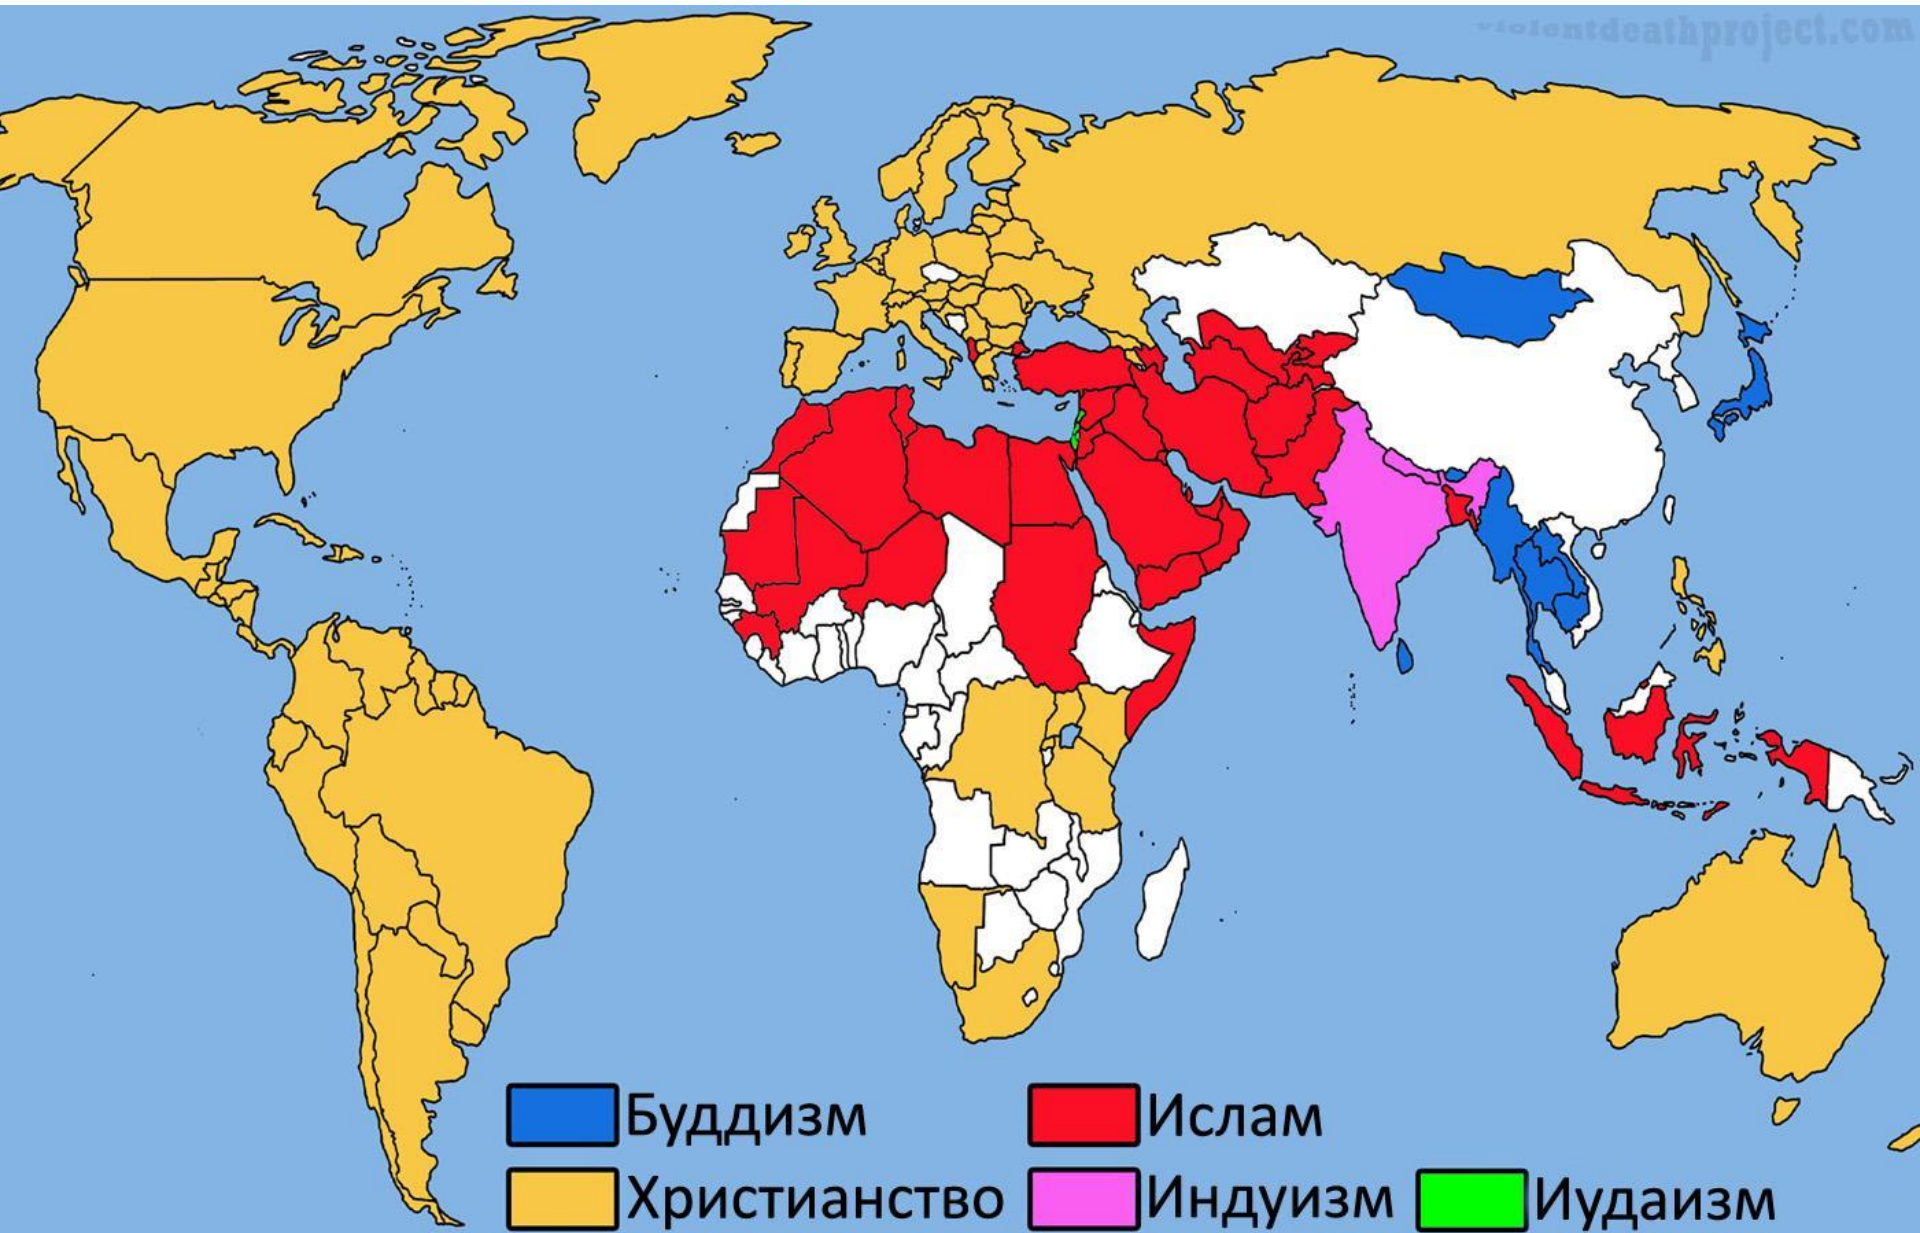 violentdeathproject.com
Буддизм
Ислам
Христианство
Индуизм
Иудаизм